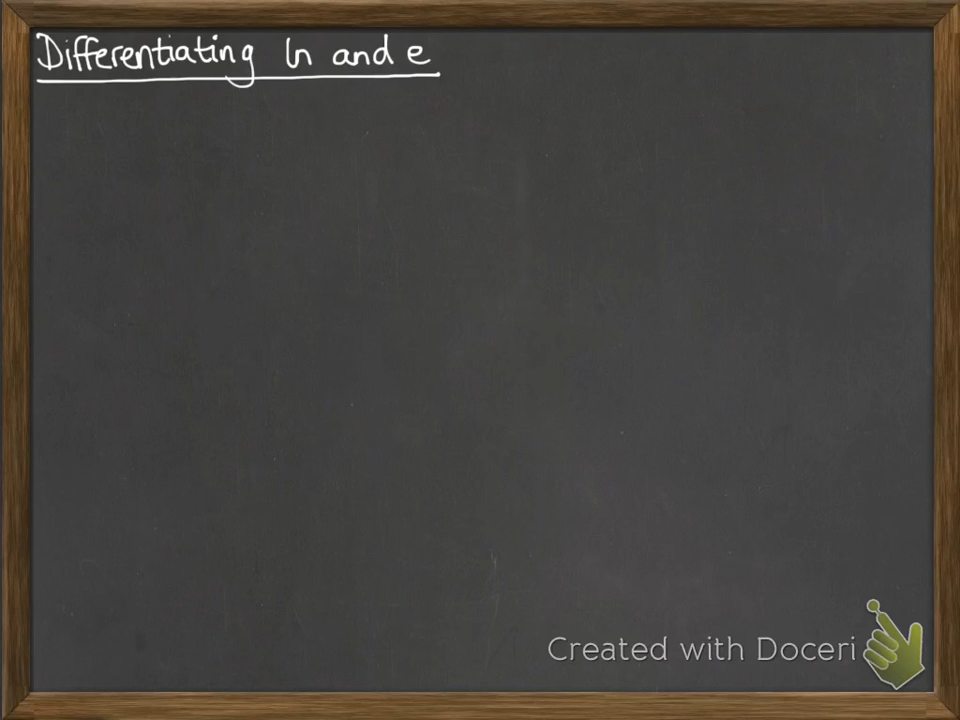 Differentiating ln and e
Created with Doceri